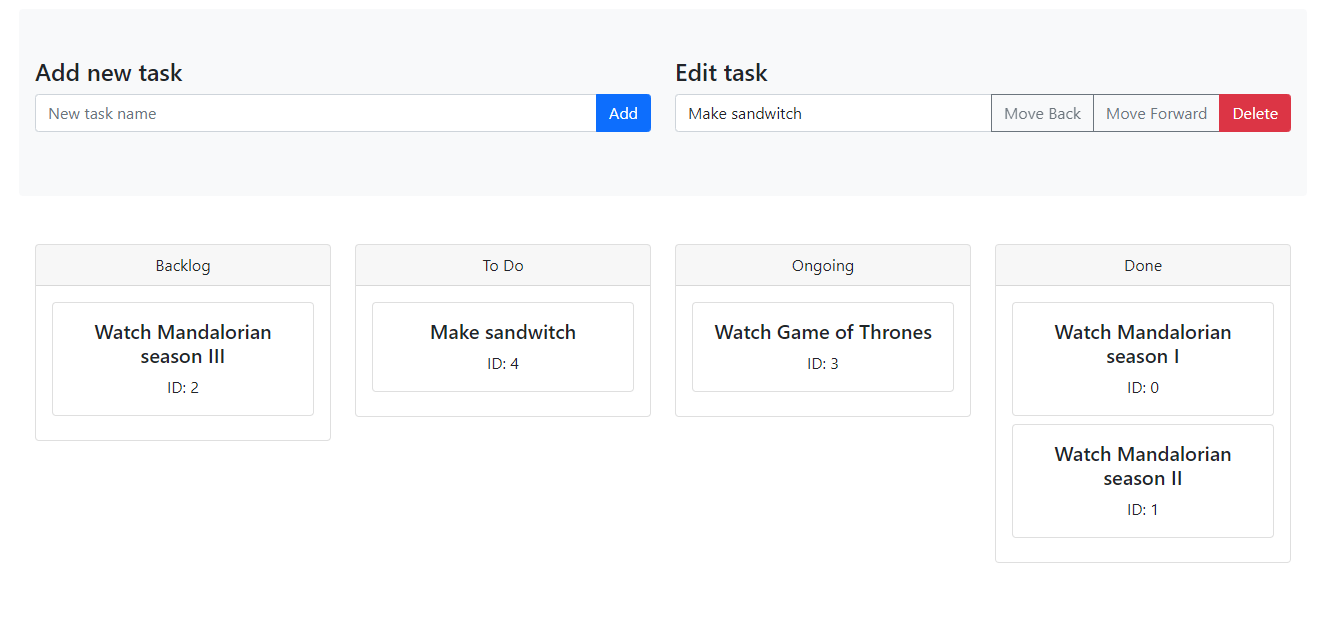 Add new task
New task name
Add
Edit task
Make sandwitch
Move Back
Move Forward
Delete
Backlog
Watch Mandalorian
season III
ID: 2
To Do
Make sandwitch
ID: 4
Ongoing
Watch Game of Thrones
ID: 3
Done
Watch Mandalorian
season I
ID: 0
Watch Mandalorian
season II
ID: 1